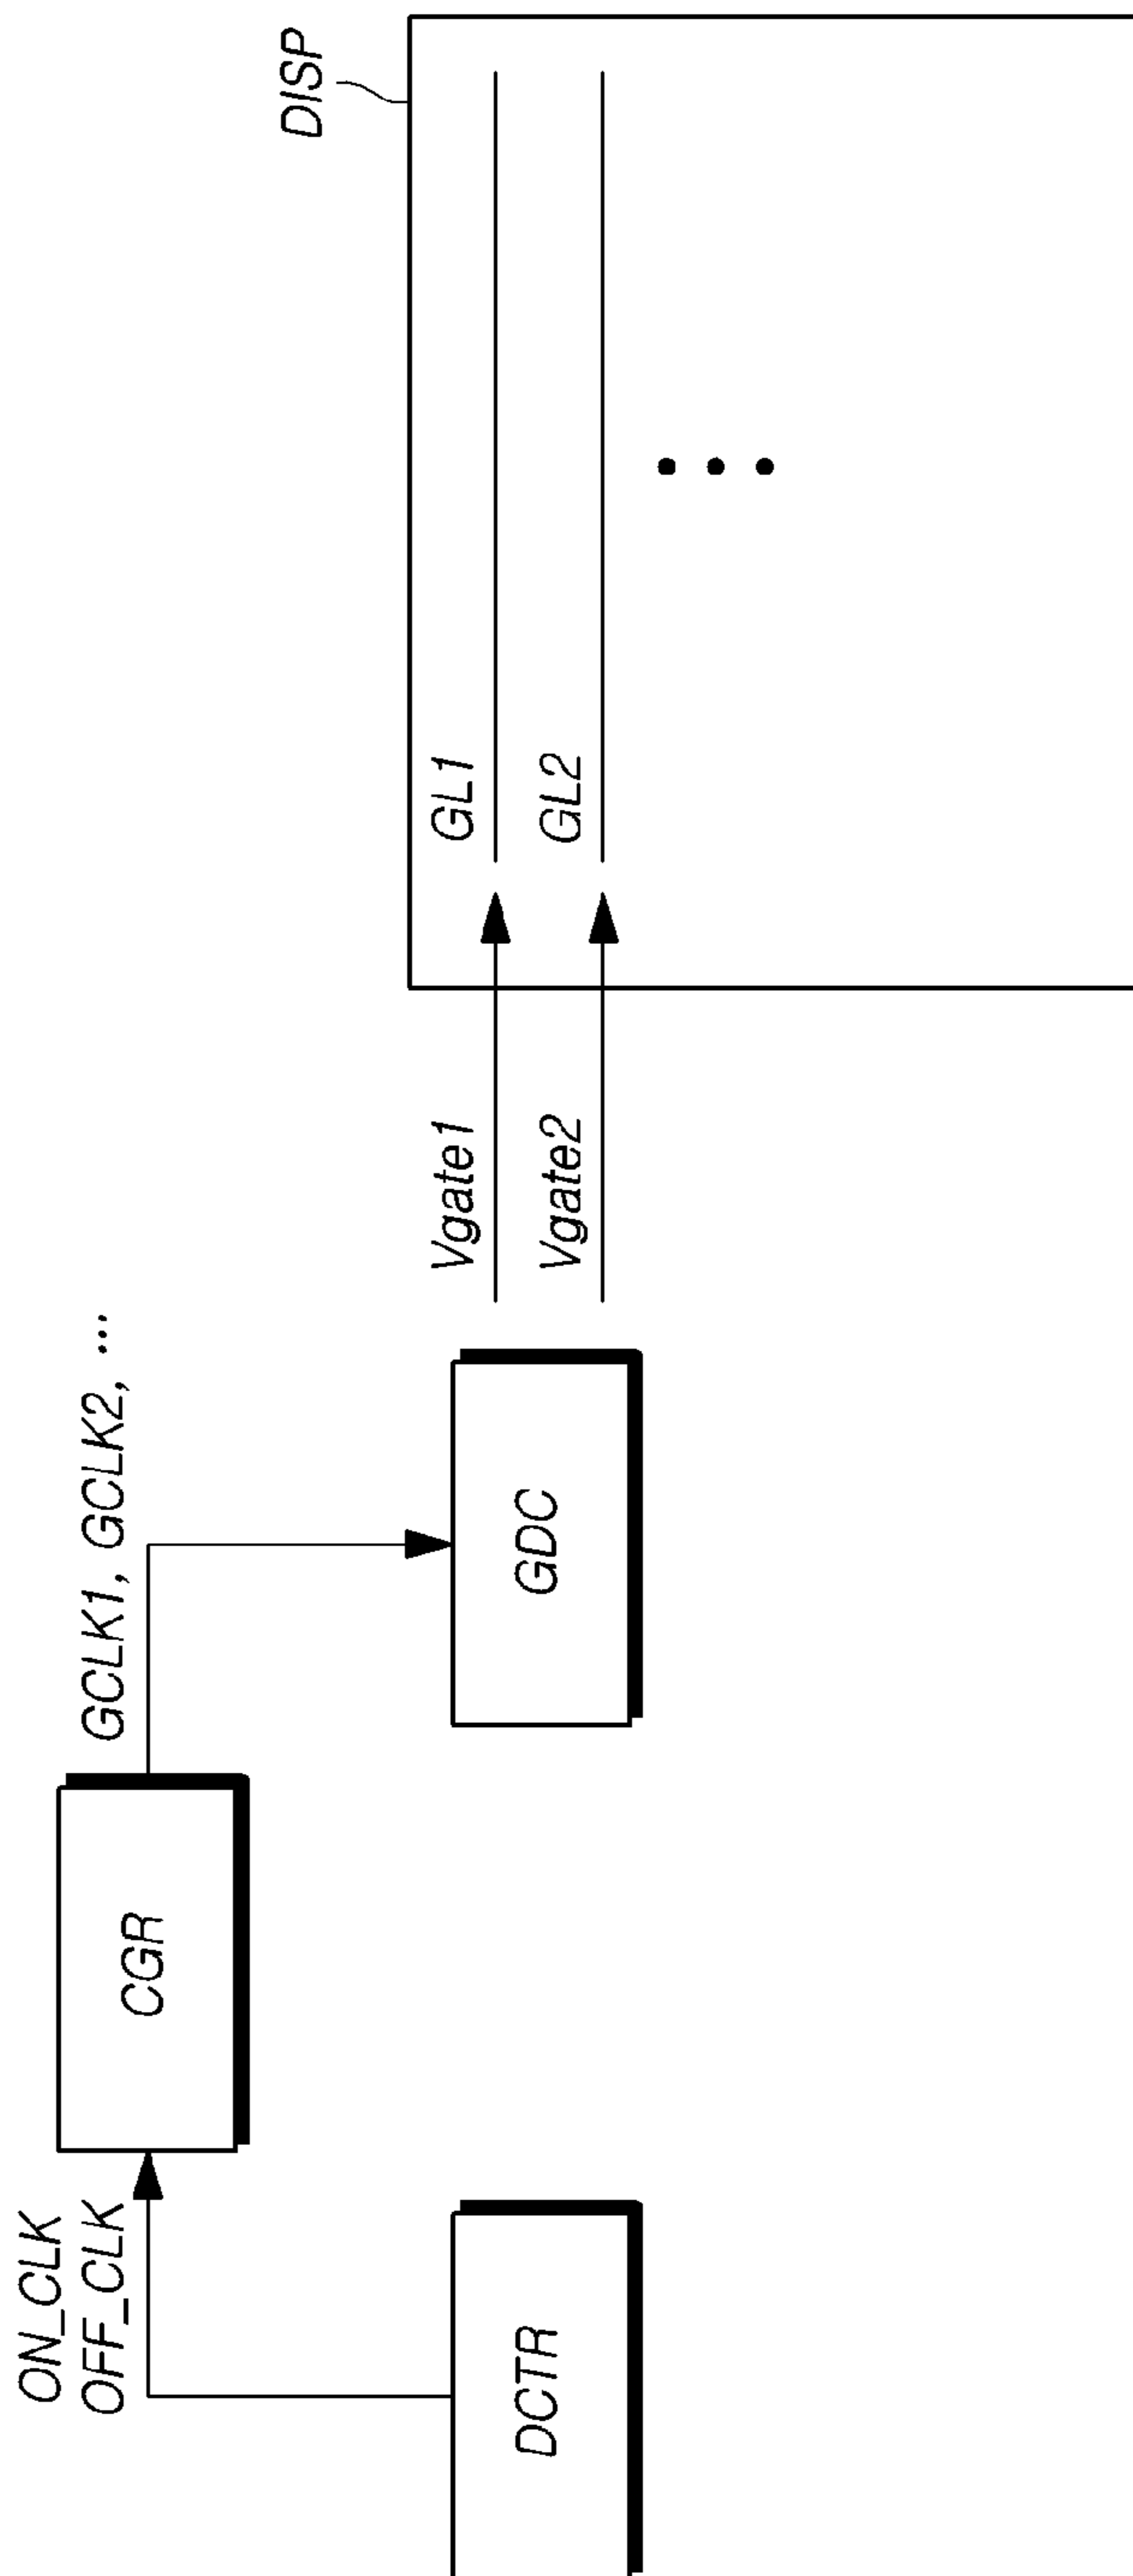 ON_CLK
OFF_CLK
CGR
GCLK1, GCLK2, ...
DISP
DCTR
GDC
Vgate1
GL1
Vgate2
GL2